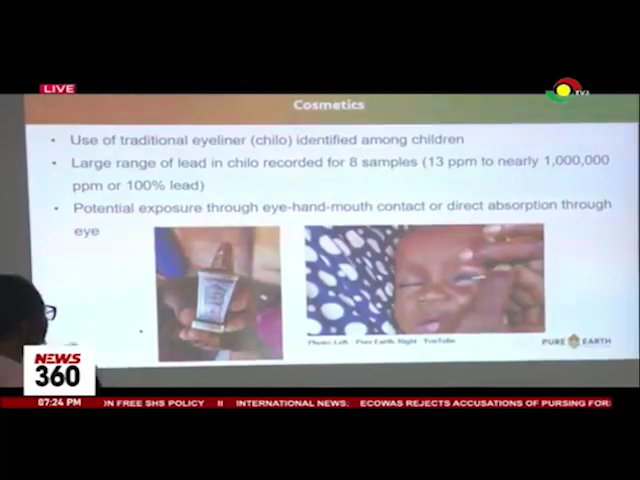 LIVE
TV3
Cosmetics
• Use of traditional eyeliner (chilo) identified among children
• Large range of lead in chilo recorded for 8 samples (13 ppm to nearly 1,000,000
ppm or 100% lead)
• Potential exposure through eye-hand-mouth contact or direct absorption through
eye
Photo: Left - Pure Earth, Right - YouTube
PURE EARTH
NEWS
360
07:24 PM
ON FREE SHS POLICY II INTERNATIONAL NEWS: ECOWAS REJECTS ACCUSATIONS OF PURSING FOR